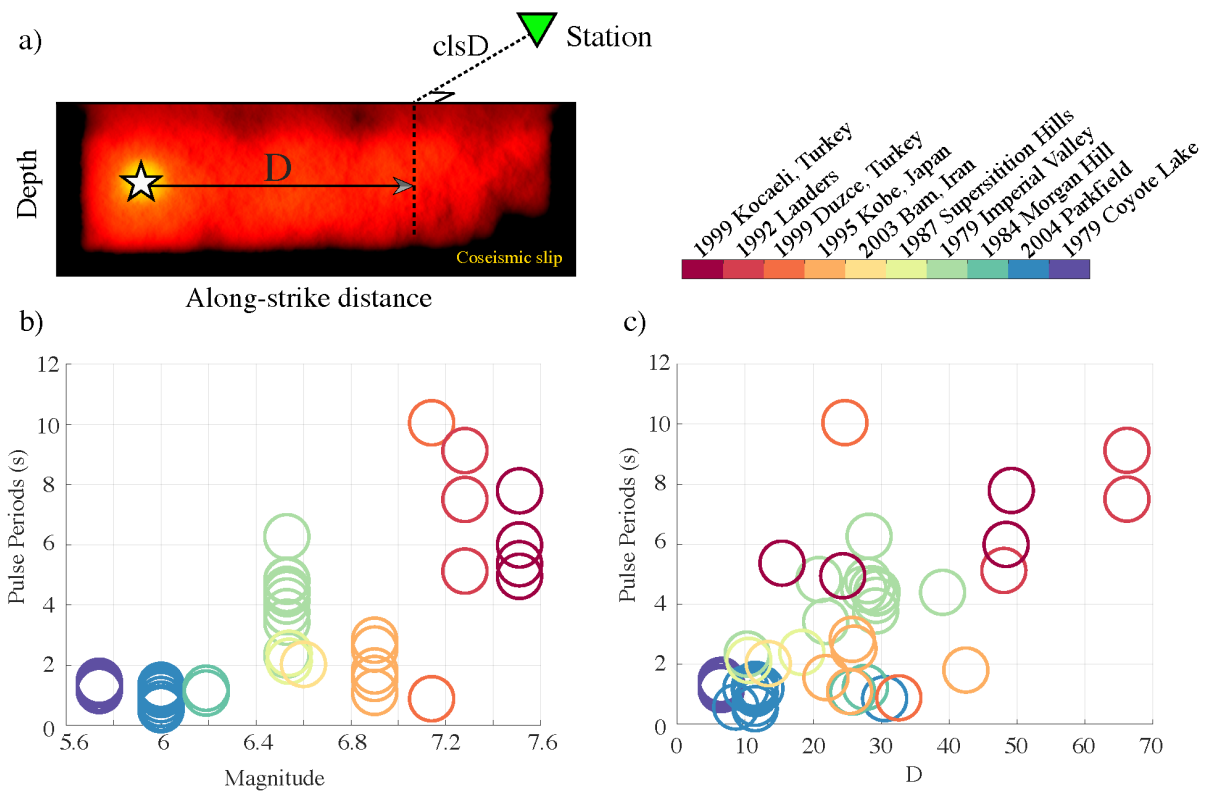 a)
clsD
Station
Depth
D
Coseismic slip
Along-strike distance
1999 Kocaeli, Turkey
1992 Landers
1999 Duzce, Turkey
1995 Kobe, Japan
2003 Bam, Iran
1987 Supersitition Hills
1979 Imperial Valley
1984 Morgan Hill
2004 Parkfield
1979 Coyote Lake
b)
12
10
8
6
4
2
0
Pulse Periods (s)
5.6 6 6.4 6.8 7.2 7.6
Magnitude
c)
12
10
8
6
4
2
0
Pulse Periods (s)
0 10 20 30 40 50 60 70
D